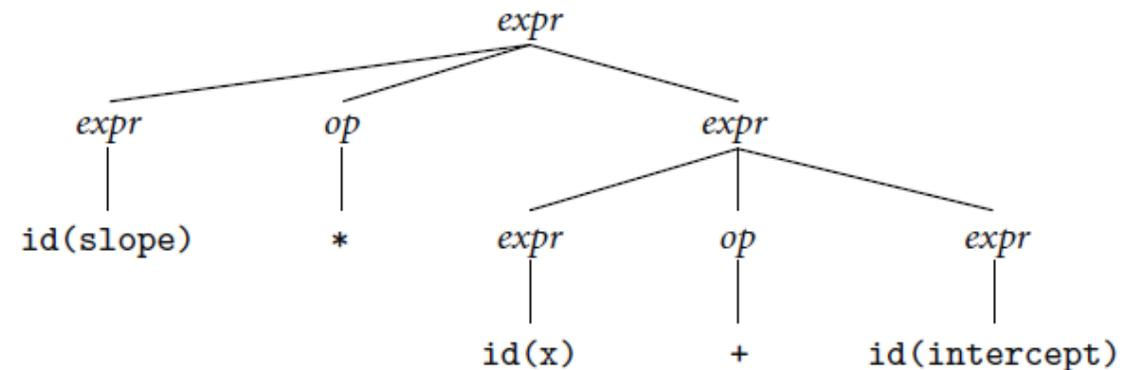 expr
expr op expr
id(slope) * expr op expr
id(x) + id(intercept)